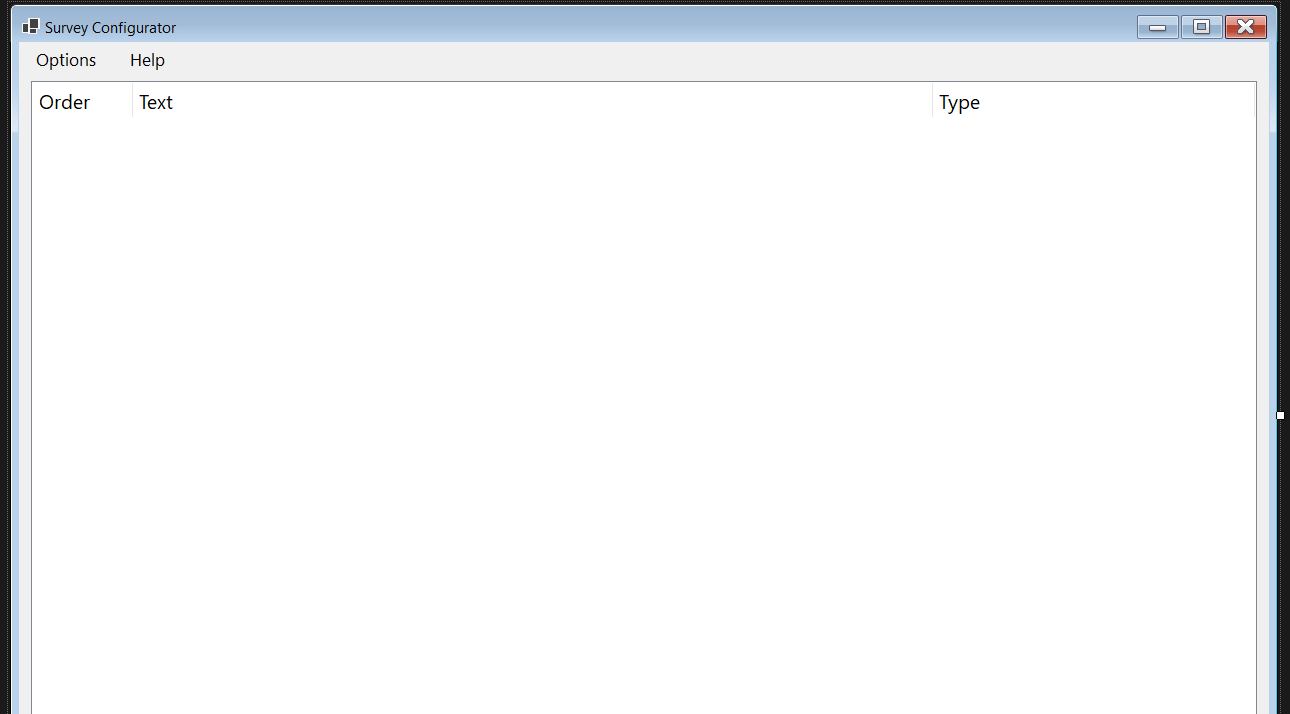 Survey Configurator
Options Help
Order Text Type